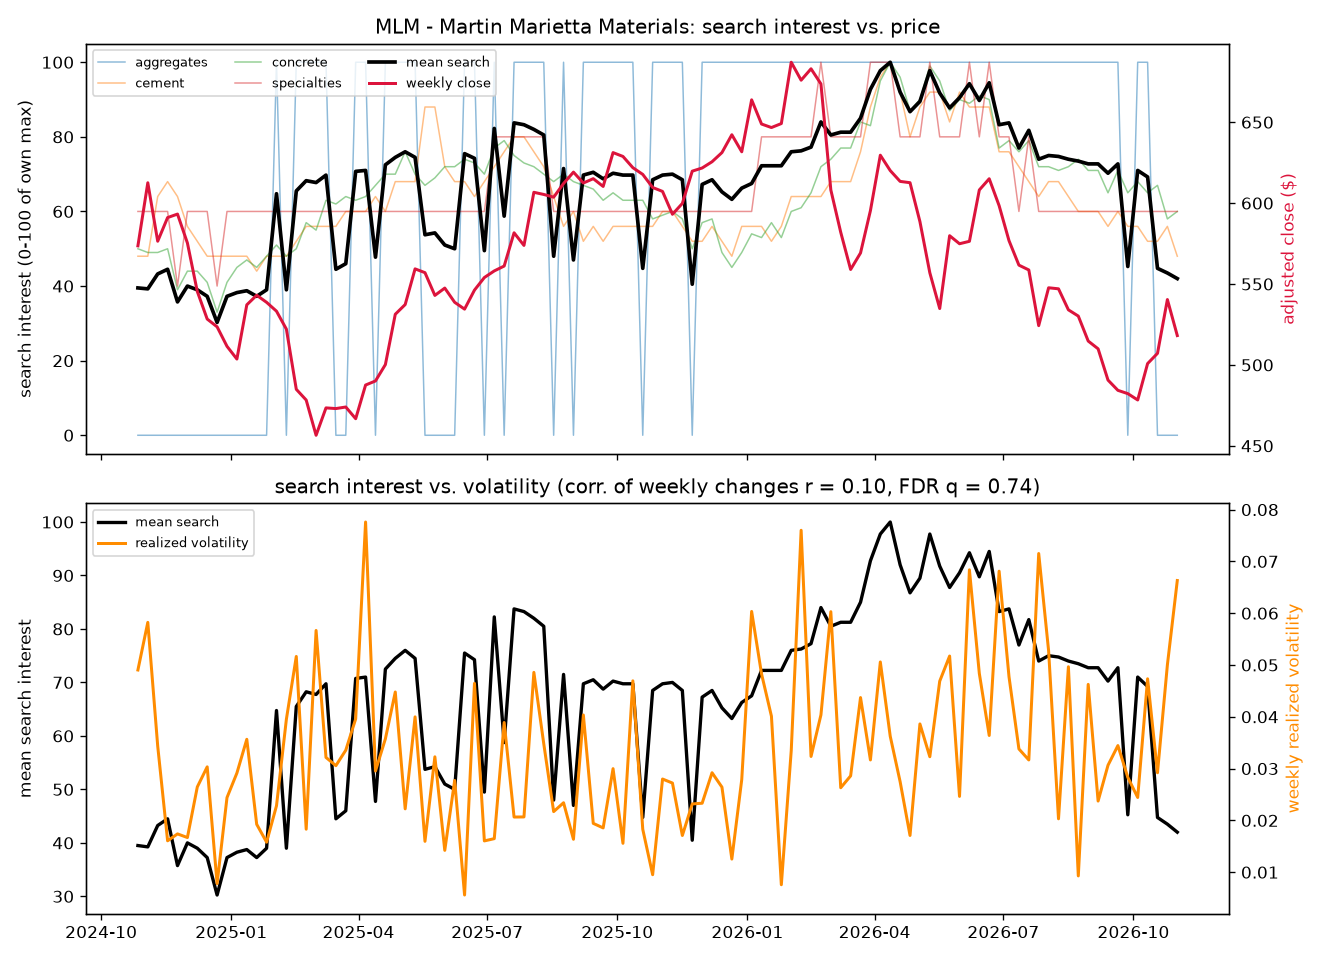 MLM - Martin Marietta Materials: search interest vs. price
search interest (0-100 of own max)
100
80
60
40
20
0
aggregates
cement
concrete
specialties
mean search
weekly close
650
600
550
500
450
adjusted close ($)
search interest vs. volatility (corr. of weekly changes r = 0.10, FDR q = 0.74)
mean search interest
100
90
80
70
60
50
40
30
mean search
realized volatility
0.08
0.07
0.06
0.05
0.04
0.03
0.02
0.01
weekly realized volatility
2024-10
2025-01
2025-04
2025-07
2025-10
2026-01
2026-04
2026-07
2026-10